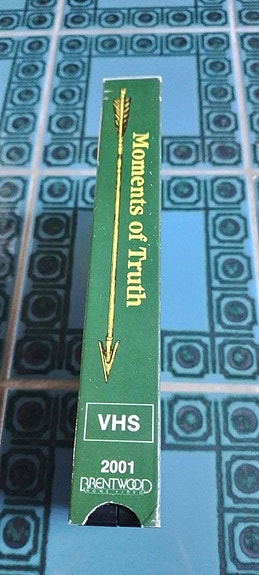 Moments of Truth
VHS
2001
BRENTWOOD
HOME VIDEO